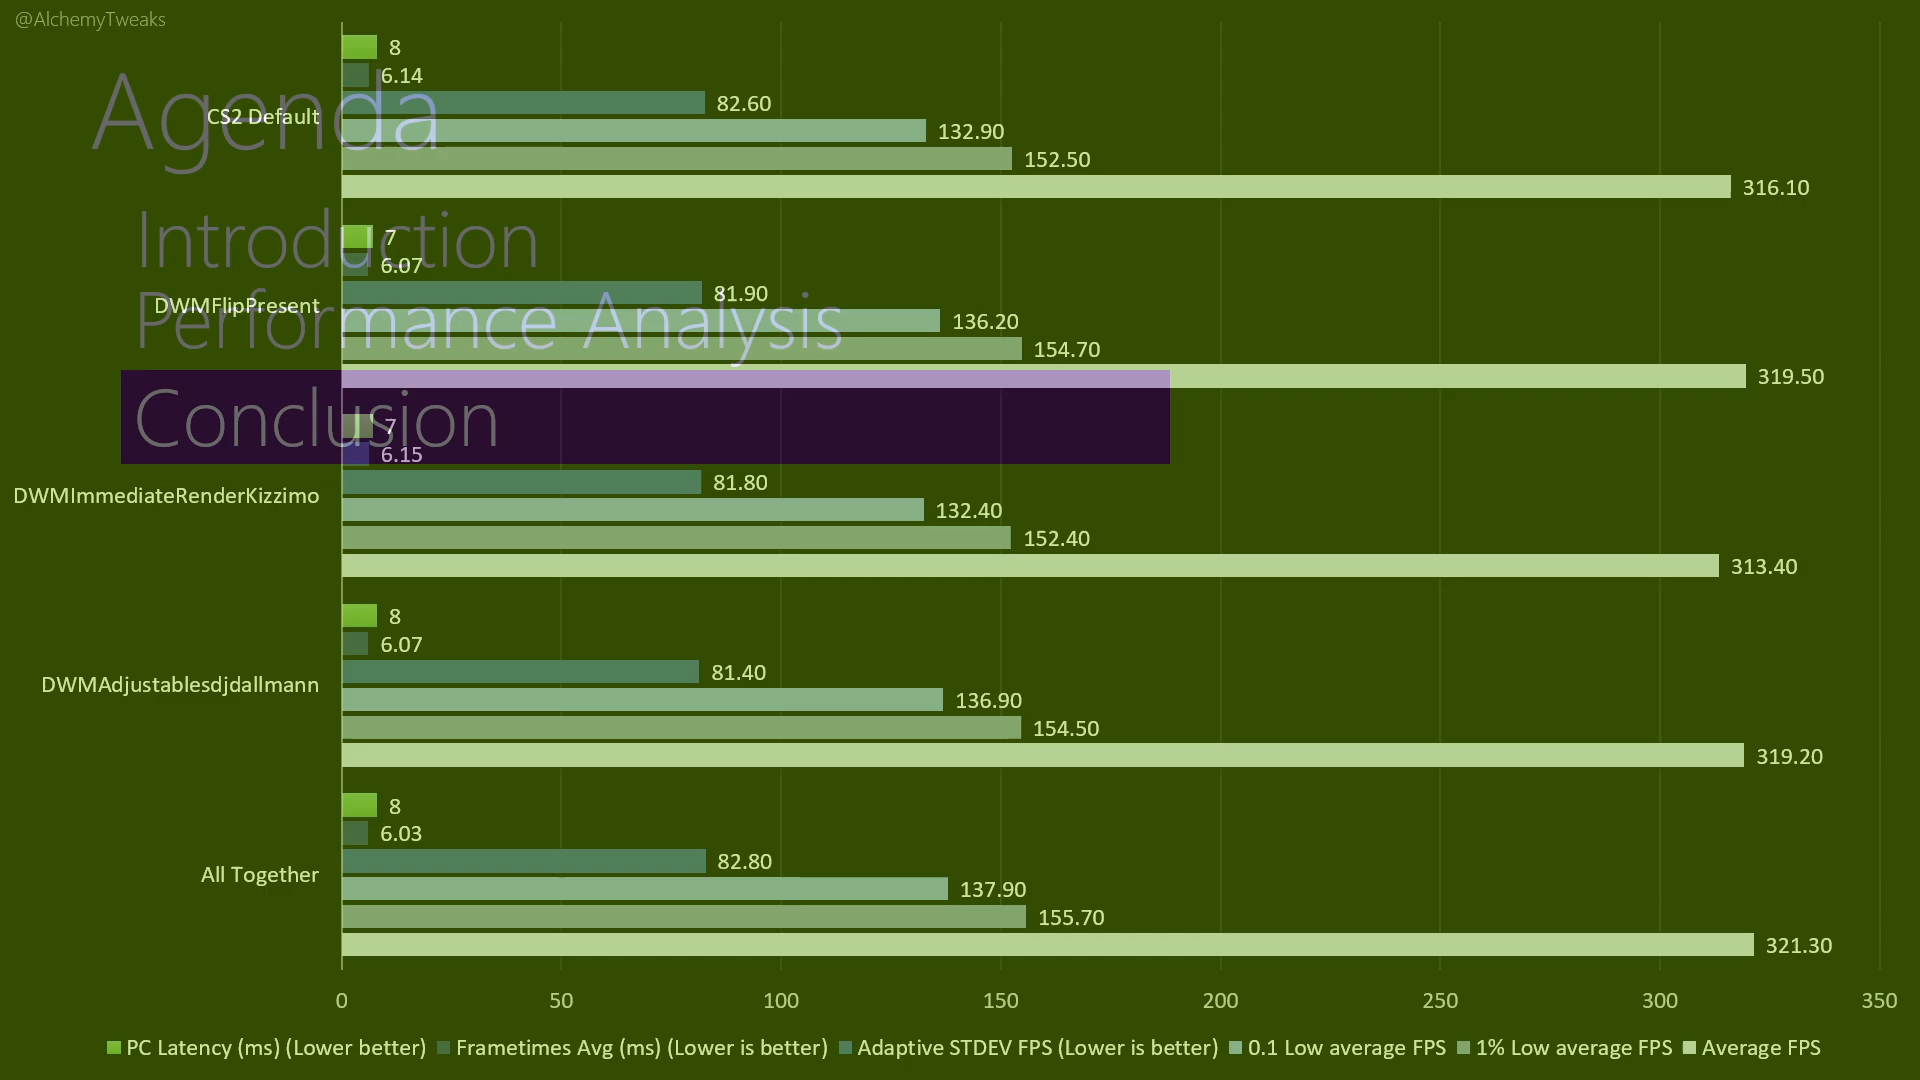 @AlchemyTweaks
Agenda
Introduction
Performance Analysis
Conclusion
CS2 Default
8
6.14
82.60
132.90
152.50
316.10
DWMFlipPresent
7
6.07
81.90
136.20
154.70
319.50
DWMImmediateRenderKizzimo
7
6.15
81.80
132.40
152.40
313.40
DWMAdjustablesdjdallmann
8
6.07
81.40
136.90
154.50
319.20
All Together
8
6.03
82.80
137.90
155.70
321.30
0 50 100 150 200 250 300 350
PC Latency (ms) (Lower better) Frametimes Avg (ms) (Lower is better) Adaptive STDEV FPS (Lower is better) 0.1 Low average FPS 1% Low average FPS Average FPS